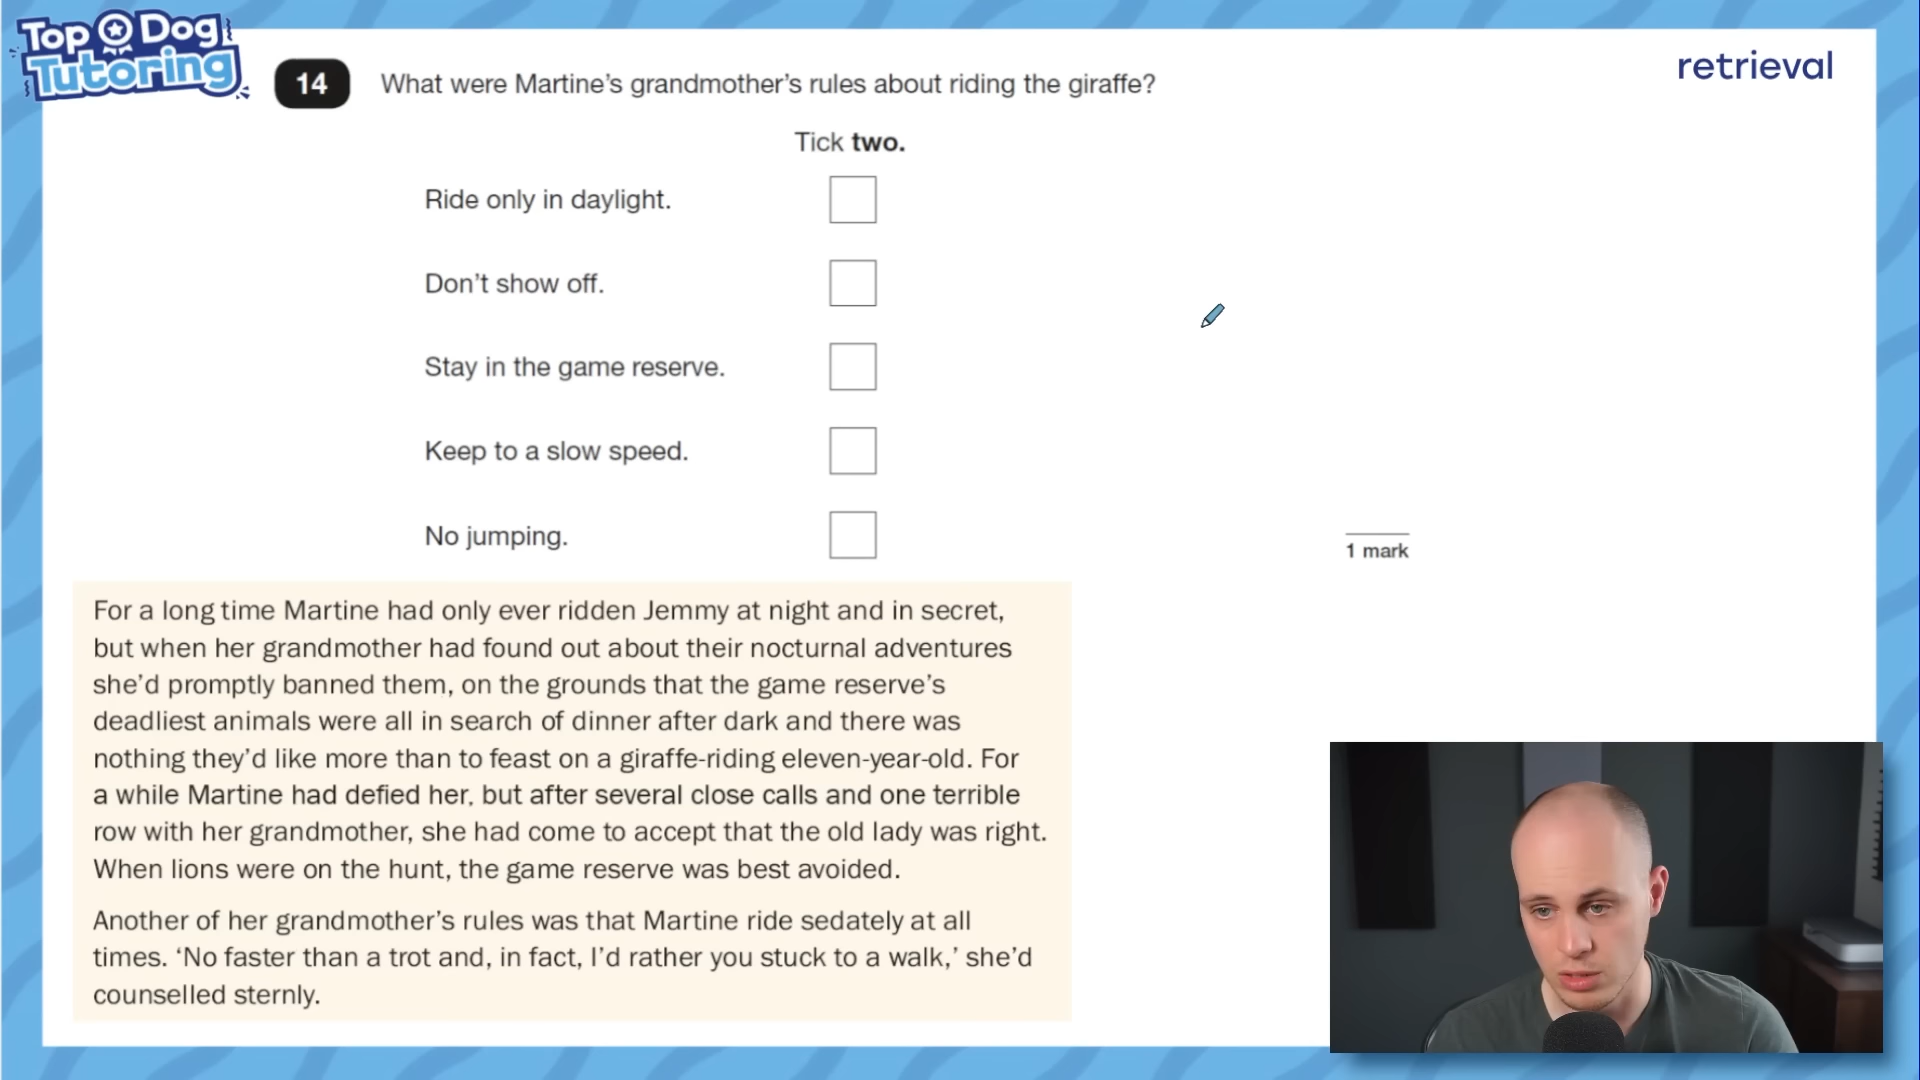 Top Dog
Tutoring
14 What were Martine’s grandmother’s rules about riding the giraffe?
retrieval
Tick two.
Ride only in daylight.
Don’t show off.
Stay in the game reserve.
Keep to a slow speed.
No jumping.
1 mark
For a long time Martine had only ever ridden Jemmy at night and in secret,
but when her grandmother had found out about their nocturnal adventures
she’d promptly banned them, on the grounds that the game reserve’s
deadliest animals were all in search of dinner after dark and there was
nothing they’d like more than to feast on a giraffe-riding eleven-year-old. For
a while Martine had defied her, but after several close calls and one terrible
row with her grandmother, she had come to accept that the old lady was right.
When lions were on the hunt, the game reserve was best avoided.
Another of her grandmother’s rules was that Martine ride sedately at all
times. ‘No faster than a trot and, in fact, I’d rather you stuck to a walk,’ she’d
counselled sternly.